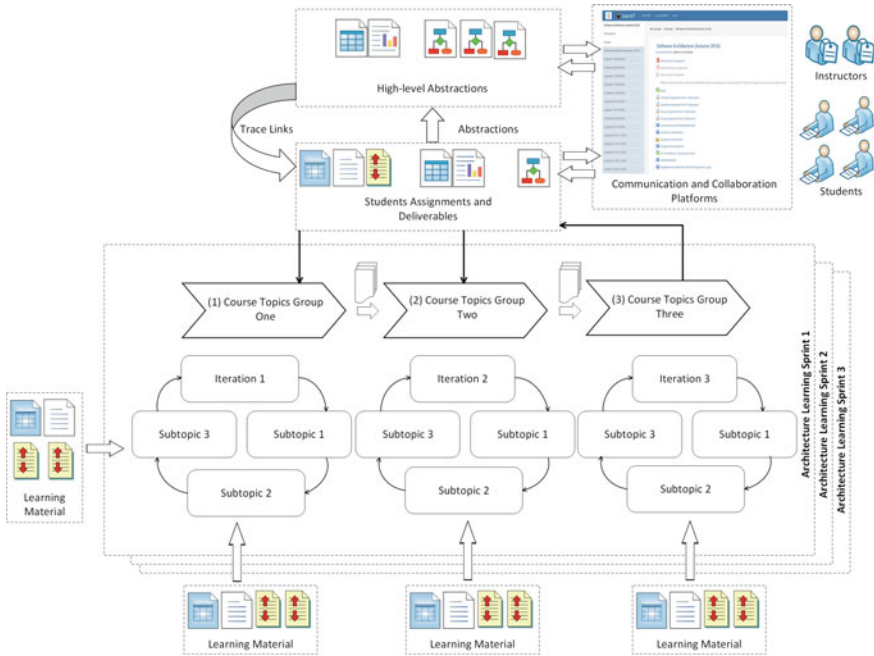 High-level Abstractions
Instructors
Trace Links
Abstractions
Software Architecture (Autumn 2016)
Students Assignments and
Deliverables
Communication and Collaboration
Platforms
Students
(1) Course Topics Group
One
(2) Course Topics Group
Two
(3) Course Topics Group
Three
Iteration 1
Subtopic 3
Subtopic 1
Subtopic 2
Iteration 2
Subtopic 3
Subtopic 1
Subtopic 2
Iteration 3
Subtopic 3
Subtopic 1
Subtopic 2
Architecture Learning Sprint 1
Architecture Learning Sprint 2
Architecture Learning Sprint 3
Learning
Material
Learning Material
Learning Material
Learning Material